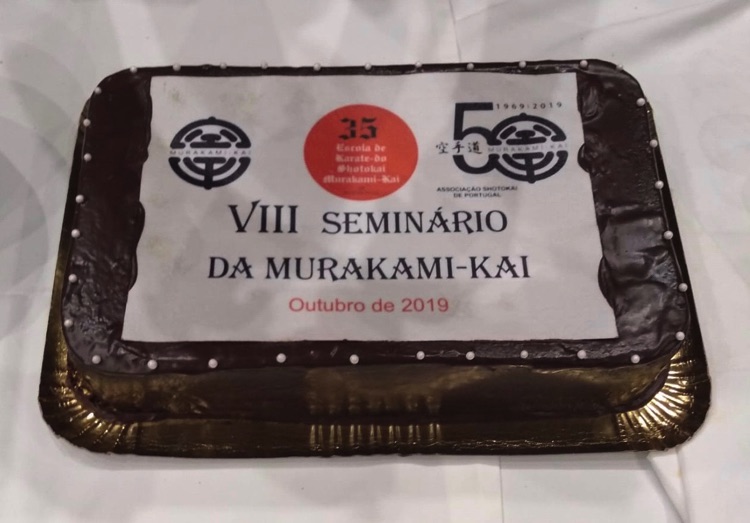 MURAKAMI-KAI
35
Escola de
Karate-do
Shotokai
Murakami-Kai
1969-2019
50
空手道
MURAKAMI-KAI
ASSOCIAÇÃO SHOTOKAI
DE PORTUGAL
VIII SEMINÁRIO
DA MURAKAMI-KAI
Outubro de 2019